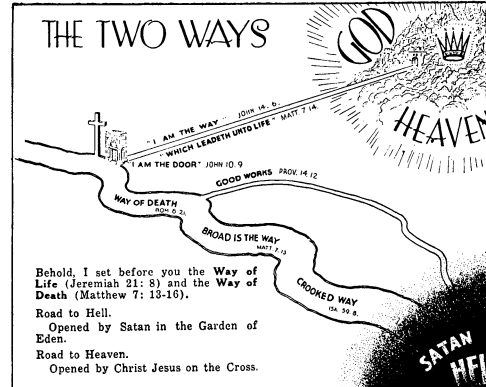 THE TWO WAYS
GOD
HEAVEN
"I AM THE WAY" JOHN 14.6.
"WHICH LEADETH UNTO LIFE" MATT 7.14.
"I AM THE DOOR" JOHN 10.9
GOOD WORKS PROV. 14.12
WAY OF DEATH
ROM 6.21.
BROAD IS THE WAY
MATT. 7.13
CROOKED WAY
ISA. 59.8.
Behold, I set before you the Way of
Life (Jeremiah 21: 8) and the Way of
Death (Matthew 7: 13-16).
Road to Hell.
Opened by Satan in the Garden of
Eden.
Road to Heaven.
Opened by Christ Jesus on the Cross.
SATAN
HELL